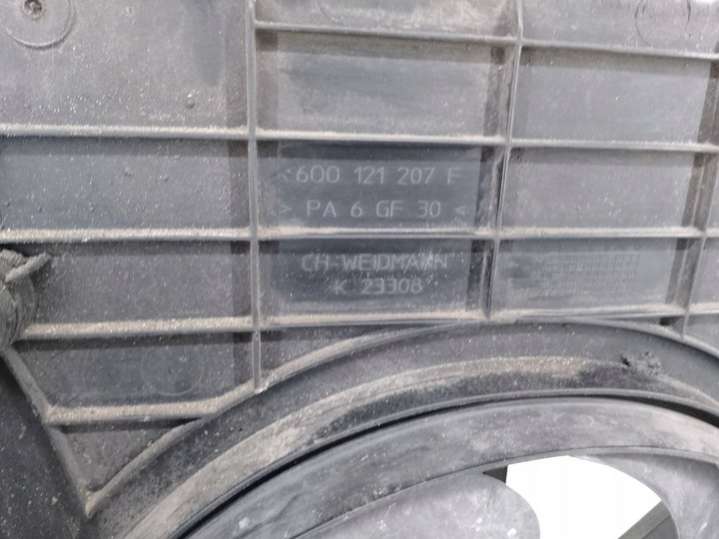 6Q0 121 207 F
> PA 6 GF 30 <
CH-WEIDMANN
K 23308